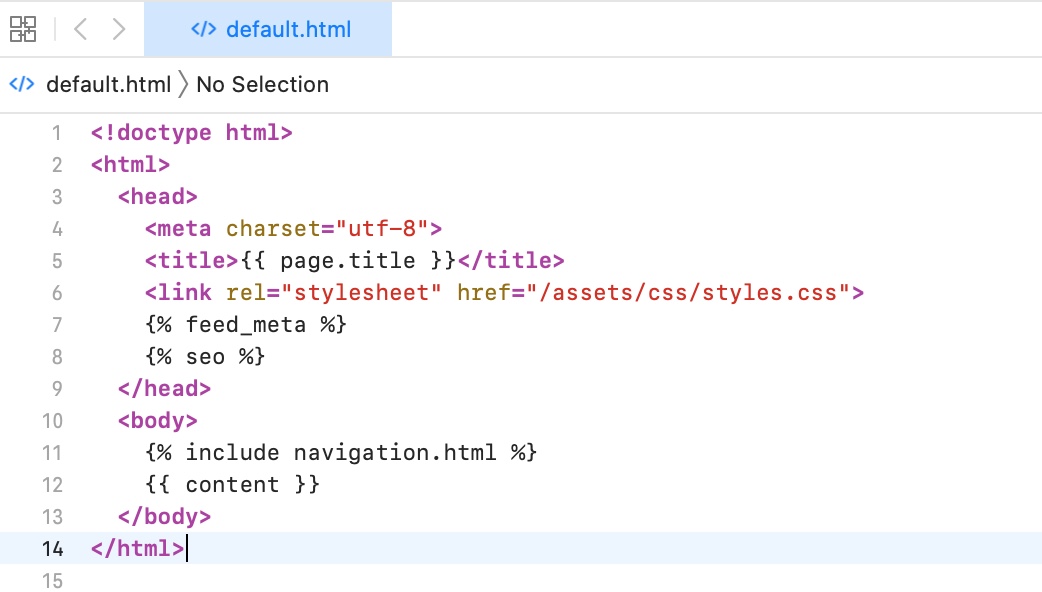 </> default.html
</> default.html 〉 No Selection
1 <!doctype html>
2 <html>
3   <head>
4     <meta charset="utf-8">
5     <title>{{ page.title }}</title>
6     <link rel="stylesheet" href="/assets/css/styles.css">
7     {% feed_meta %}
8     {% seo %}
9   </head>
10   <body>
11     {% include navigation.html %}
12     {{ content }}
13   </body>
14 </html>
15